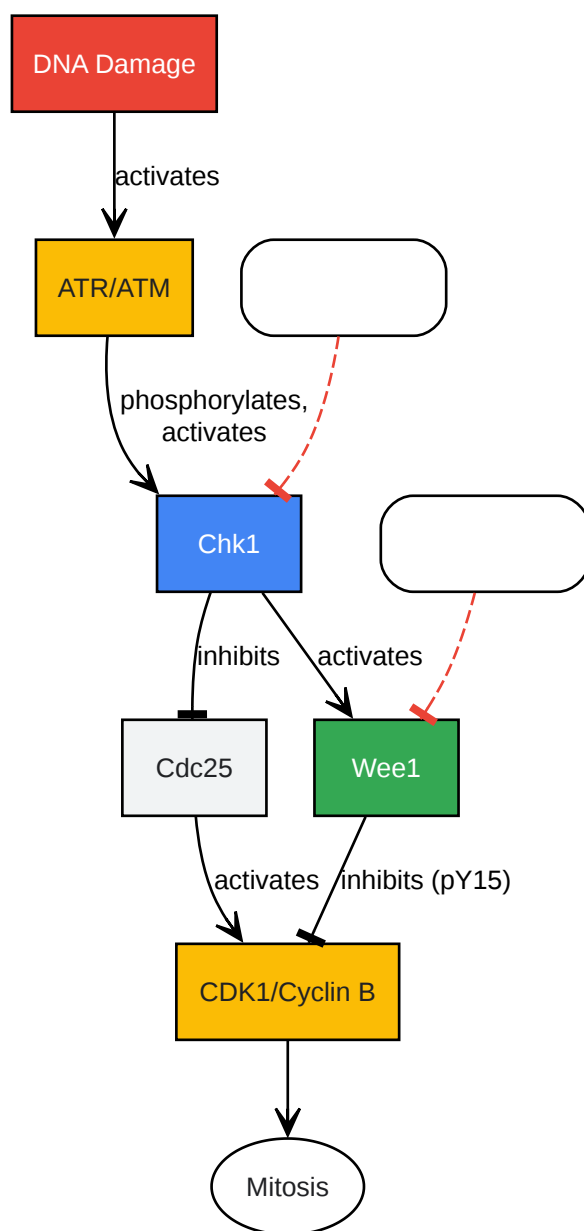 DNA Damage
activates
ATR/ATM
phosphorylates,
activates
Chk1
inhibits
activates
Cdc25
Wee1
activates
inhibits (pY15)
CDK1/Cyclin B
Mitosis